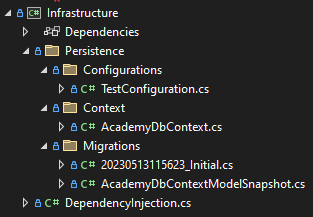 Infrastructure
Dependencies
Persistence
Configurations
C# TestConfiguration.cs
Context
C# AcademyDbContext.cs
Migrations
C# 20230513115623_Initial.cs
C# AcademyDbContextModelSnapshot.cs
C# DependencyInjection.cs